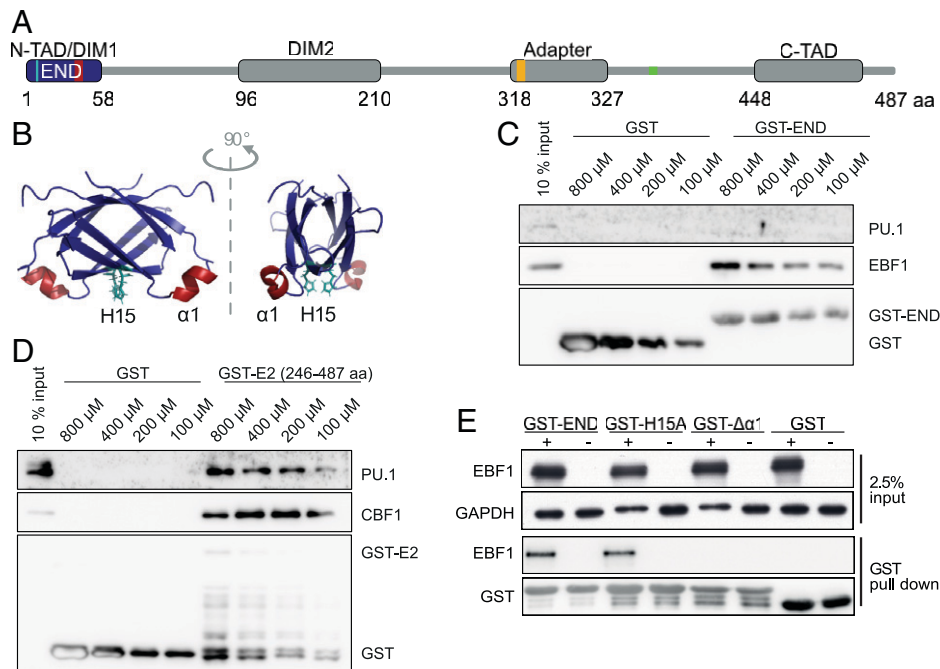 A
N-TAD/DIM1
DIM2
Adapter
C-TAD
END
1
58
96
210
318
327
448
487 aa
B
90°
H15
α1
α1
H15
C
GST
GST-END
10 % input
800 µM
400 µM
200 µM
100 µM
800 µM
400 µM
200 µM
100 µM
PU.1
EBF1
GST-END
GST
D
GST
GST-E2 (246-487 aa)
10 % input
800 µM
400 µM
200 µM
100 µM
800 µM
400 µM
200 µM
100 µM
PU.1
CBF1
GST-E2
GST
E
GST-END GST-H15A GST-Δα1 GST
+ - + - + - + -
EBF1
GAPDH
2.5% input
EBF1
GST
GST pull down